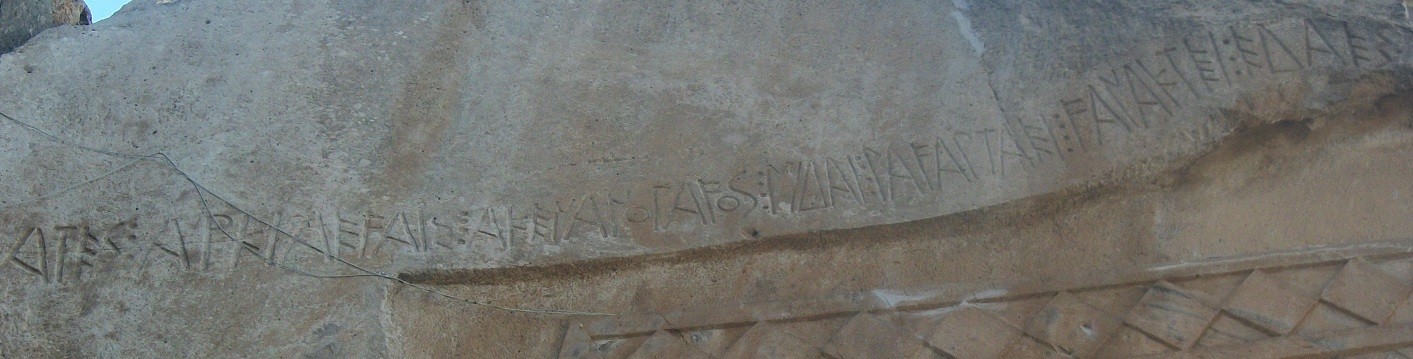 ΑΤΕΣ : ΑΡΚΙΑΕϜΑΙΣ : ΑΚΕΝΑΝΟΓΑϜΟΣ : ΜΙΔΑΙ : ΛΑϜΑΓΤΑΕΙ : ϜΑΝΑΚΤΕΙ : ΕΔΑΕΣ